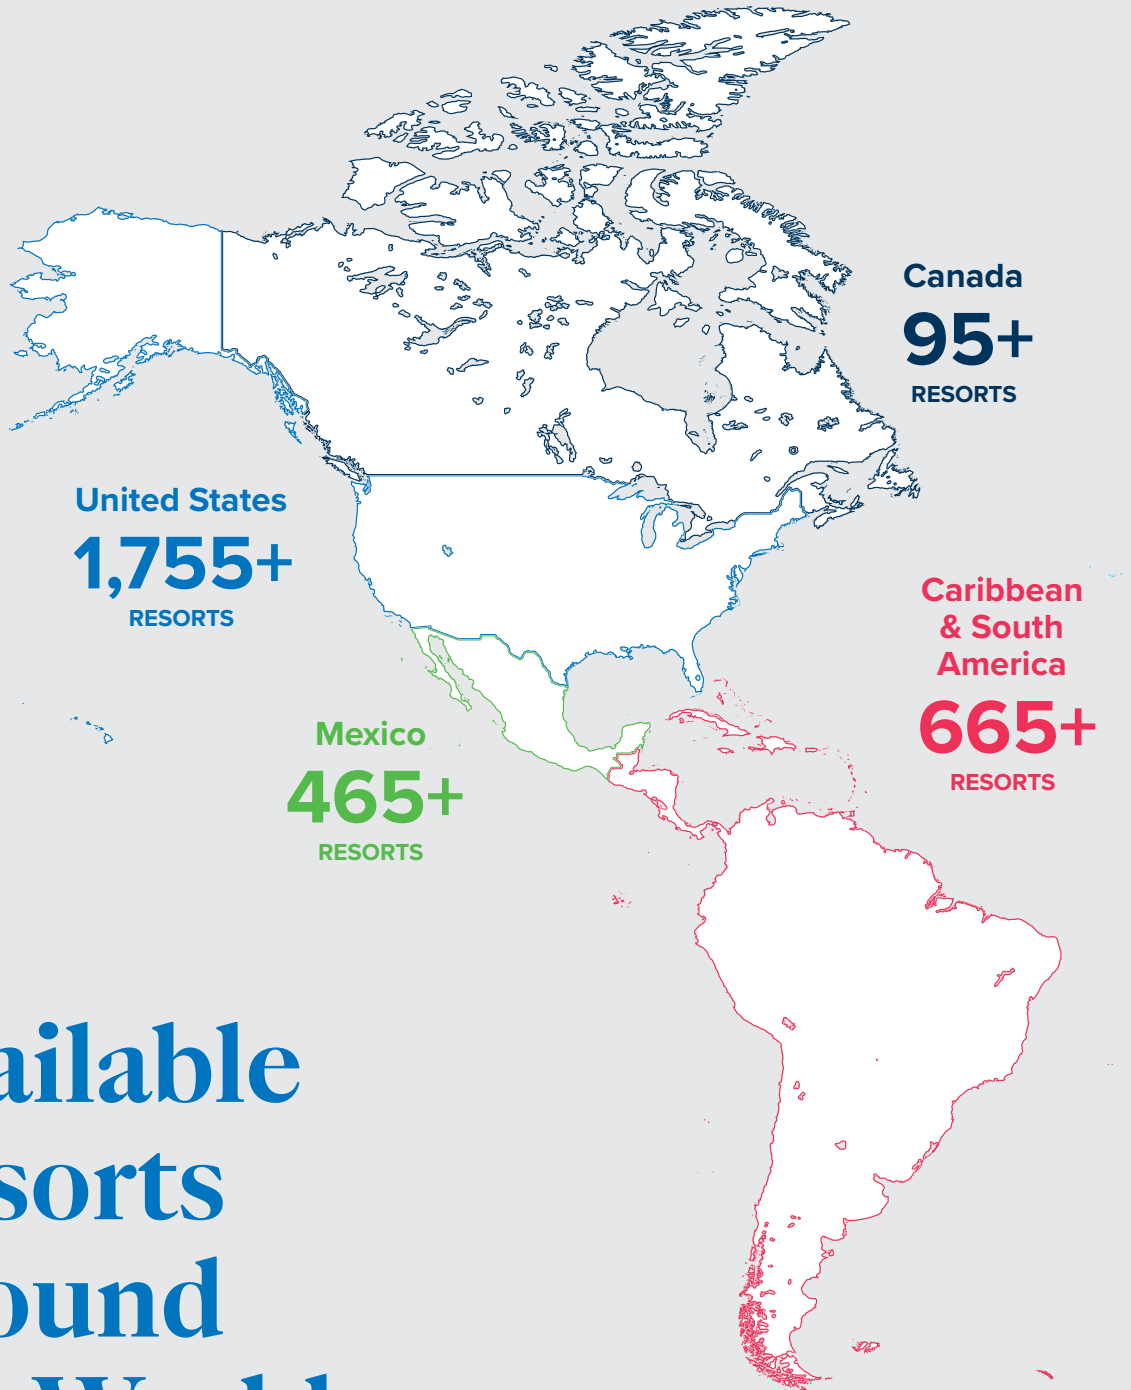 Canada
95+
RESORTS
United States
1,755+
RESORTS
Caribbean
& South
America
665+
RESORTS
Mexico
465+
RESORTS
ailable
sorts
ound